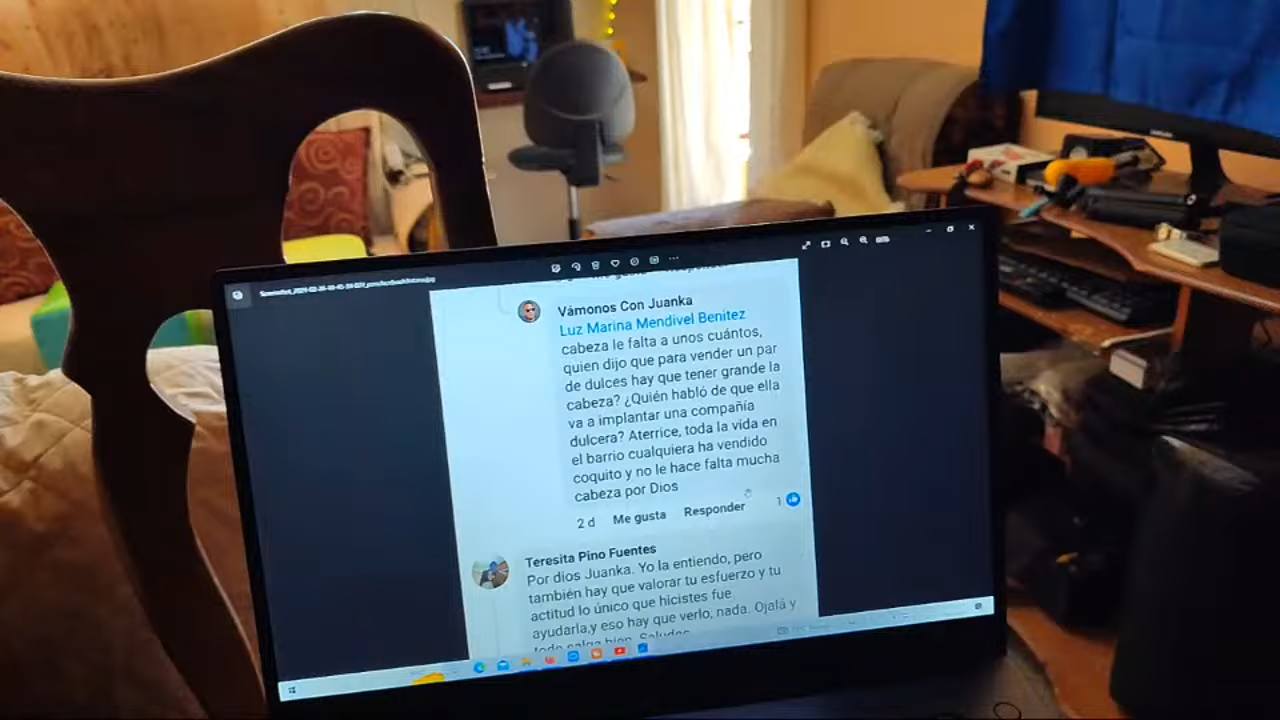 Vámonos Con Juanka
Luz Marina Mendivel Benitez
cabeza le falta a unos cuántos,
quien dijo que para vender un par
de dulces hay que tener grande la
cabeza? ¿Quién habló de que ella
va a implantar una compañía
dulcera? Aterrice, toda la vida en
el barrio cualquiera ha vendido
coquito y no le hace falta mucha
cabeza por Dios
2 d Me gusta Responder 1
Teresita Pino Fuentes
Por dios Juanka. Yo la entiendo, pero
también hay que valorar tu esfuerzo y tu
actitud lo único que hicistes fue
ayudarla,y eso hay que verlo, nada. Ojalá y
todo salga bien. Saludos